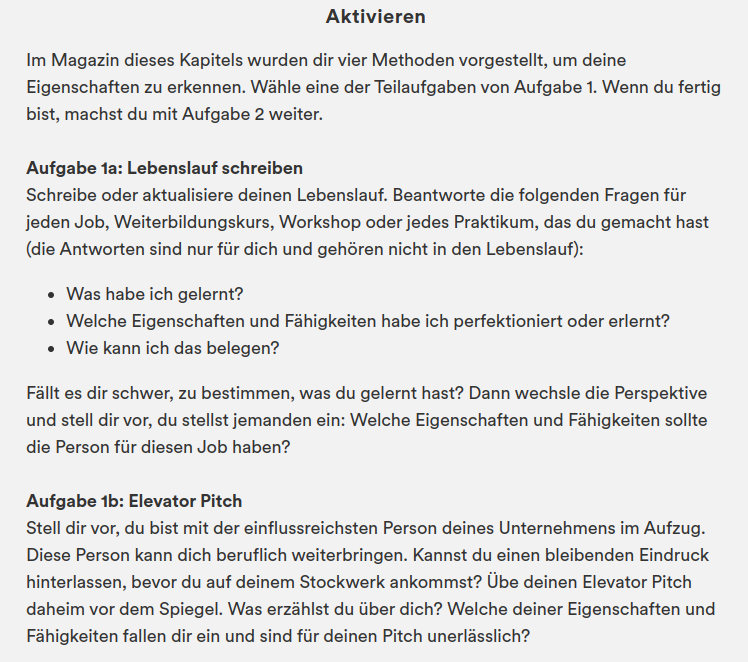 Aktivieren
Im Magazin dieses Kapitels wurden dir vier Methoden vorgestellt, um deine
Eigenschaften zu erkennen. Wähle eine der Teilaufgaben von Aufgabe 1. Wenn du fertig
bist, machst du mit Aufgabe 2 weiter.
Aufgabe 1a: Lebenslauf schreiben
Schreibe oder aktualisiere deinen Lebenslauf. Beantworte die folgenden Fragen für
jeden Job, Weiterbildungskurs, Workshop oder jedes Praktikum, das du gemacht hast
(die Antworten sind nur für dich und gehören nicht in den Lebenslauf):
• Was habe ich gelernt?
• Welche Eigenschaften und Fähigkeiten habe ich perfektioniert oder erlernt?
• Wie kann ich das belegen?
Fällt es dir schwer, zu bestimmen, was du gelernt hast? Dann wechsle die Perspektive
und stell dir vor, du stellst jemanden ein: Welche Eigenschaften und Fähigkeiten sollte
die Person für diesen Job haben?
Aufgabe 1b: Elevator Pitch
Stell dir vor, du bist mit der einflussreichsten Person deines Unternehmens im Aufzug.
Diese Person kann dich beruflich weiterbringen. Kannst du einen bleibenden Eindruck
hinterlassen, bevor du auf deinem Stockwerk ankommst? Übe deinen Elevator Pitch
daheim vor dem Spiegel. Was erzählst du über dich? Welche deiner Eigenschaften und
Fähigkeiten fallen dir ein und sind für deinen Pitch unerlässlich?